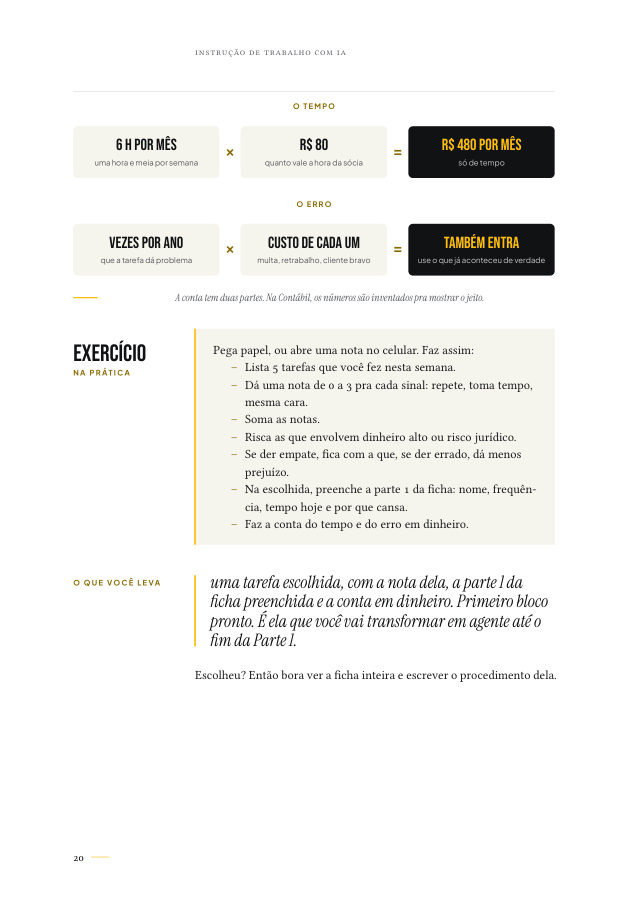 INSTRUÇÃO DE TRABALHO COM IA
O TEMPO
6 H POR MÊS × R$ 80 = R$ 480 POR MÊS
uma hora e meia por semana quanto vale a hora da sócia só de tempo
O ERRO
VEZES POR ANO × CUSTO DE CADA UM = TAMBÉM ENTRA
que a tarefa dá problema multa, retrabalho, cliente bravo use o que já aconteceu de verdade
A conta tem duas partes. Na Contábil, os números são inventados pra mostrar o jeito.
EXERCÍCIO
NA PRÁTICA
Pega papel, ou abre uma nota no celular. Faz assim:
– Lista 5 tarefas que você fez nesta semana.
– Dá uma nota de 0 a 3 pra cada sinal: repete, toma tempo,
mesma cara.
– Soma as notas.
– Risca as que envolvem dinheiro alto ou risco jurídico.
– Se der empate, fica com a que, se der errado, dá menos
prejuízo.
– Na escolhida, preenche a parte 1 da ficha: nome, frequên-
cia, tempo hoje e por que cansa.
– Faz a conta do tempo e do erro em dinheiro.
O QUE VOCÊ LEVA
uma tarefa escolhida, com a nota dela, a parte 1 da
ficha preenchida e a conta em dinheiro. Primeiro bloco
pronto. É ela que você vai transformar em agente até o
fim da Parte I.
Escolheu? Então bora ver a ficha inteira e escrever o procedimento dela.
20